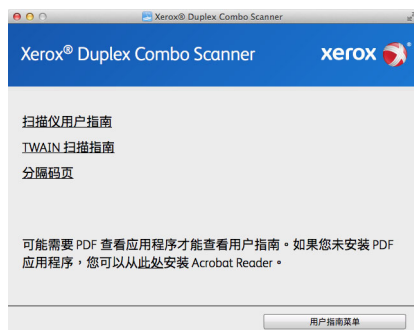 Xerox® Duplex Combo Scanner
Xerox® Duplex Combo Scanner
xerox
扫描仪用户指南
TWAIN 扫描指南
分隔码页
可能需要 PDF 查看应用程序才能查看用户指南。如果您未安装 PDF
应用程序，您可以从此处安装 Acrobat Reader。
用户指南菜单